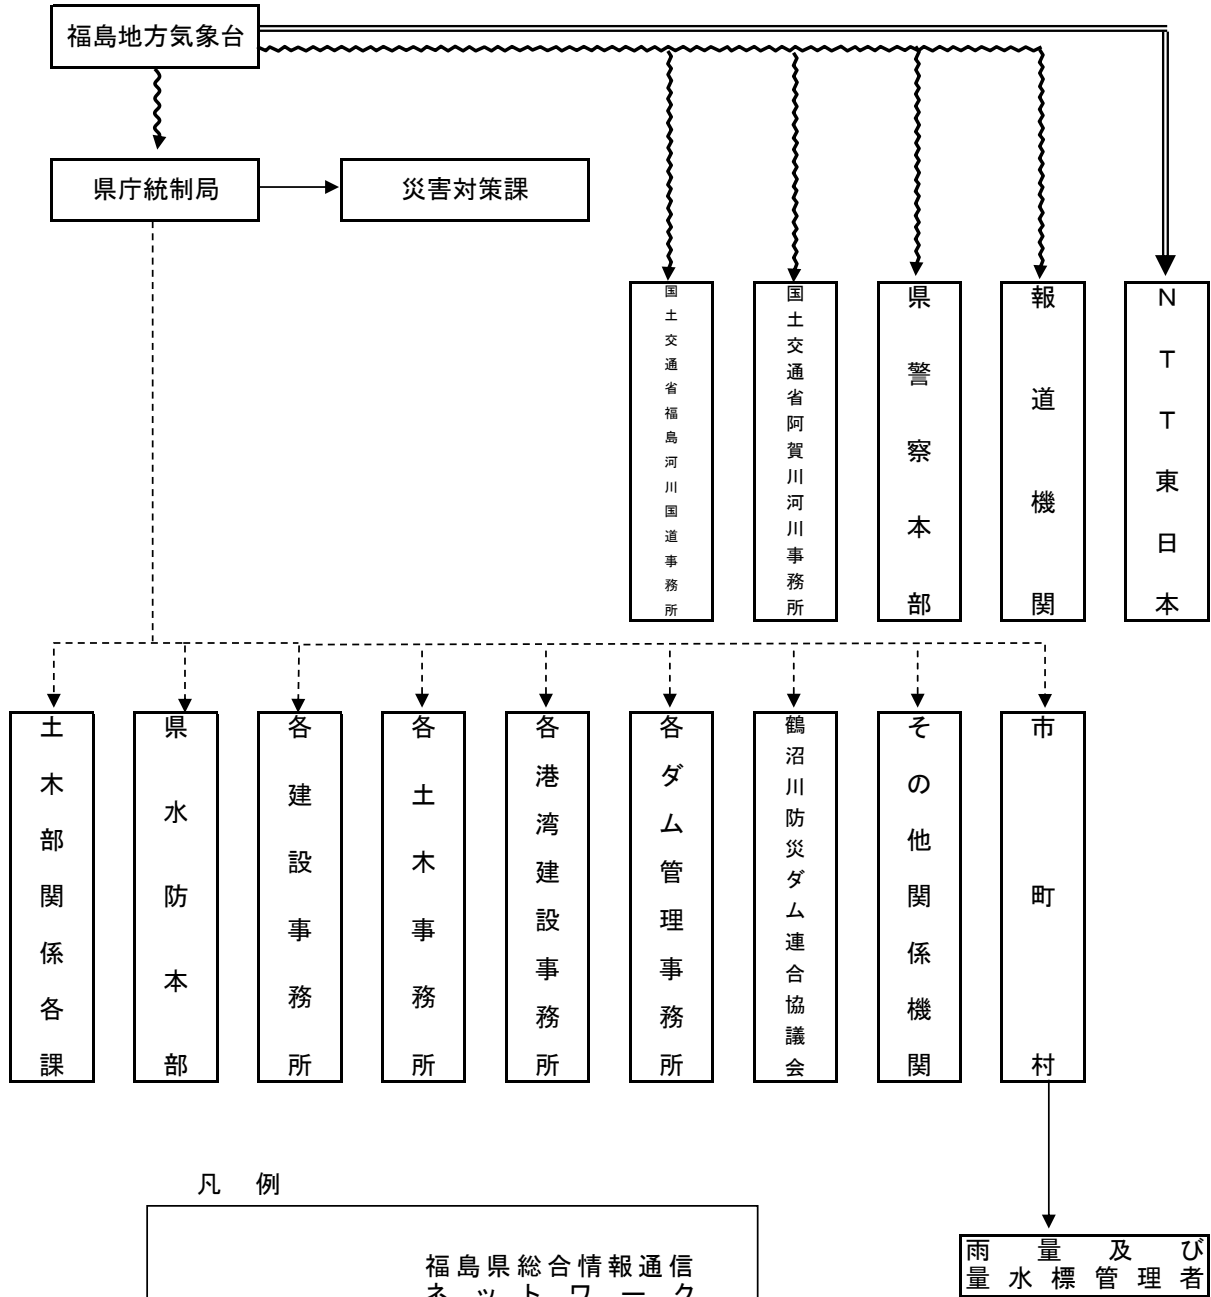 福島地方気象台
県庁統制局
災害対策課
国土交通省福島河川国道事務所
国土交通省阿賀川河川事務所
県警察本部
報道機関
NTT東日本
土木部関係各課
県水防本部
各建設事務所
各土木事務所
各港湾建設事務所
各ダム管理事務所
鶴沼川防災ダム連合協議会
その他関係機関
市町村
凡 例
福島県総合情報通信
ネットワーク
雨量及び
量水標管理者